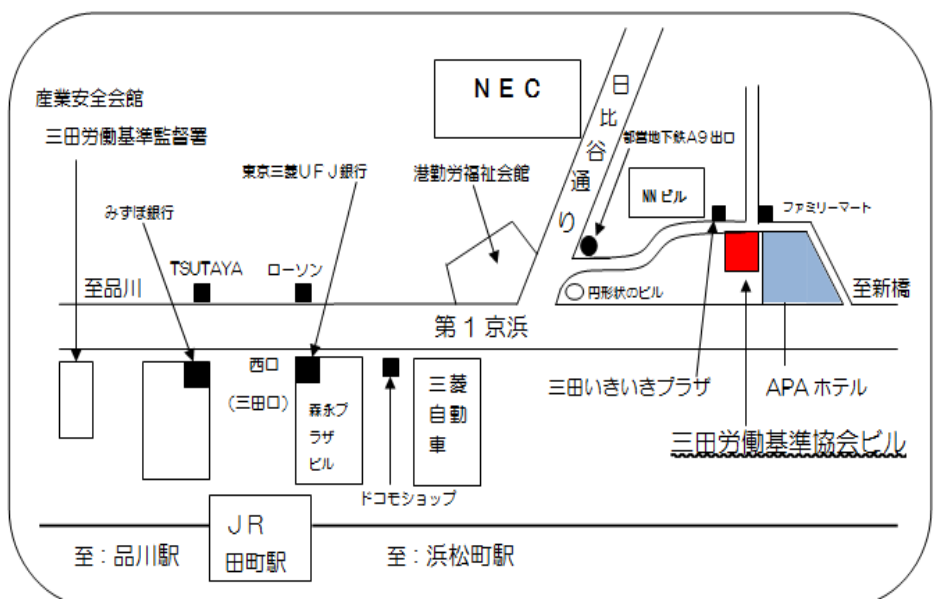 NEC
日比谷通り
産業安全会館
三田労働基準監督署
都営地下鉄A9出口
東京三菱UFJ銀行
港勤労福祉会館
NNビル
みずほ銀行
ファミリーマート
TSUTAYA
ローソン
至品川
円形状のビル
至新橋
第1京浜
西口
(三田口)
森永プラザビル
三菱自動車
三田いきいきプラザ
APAホテル
三田労働基準協会ビル
ドコモショップ
JR
田町駅
至:品川駅
至:浜松町駅